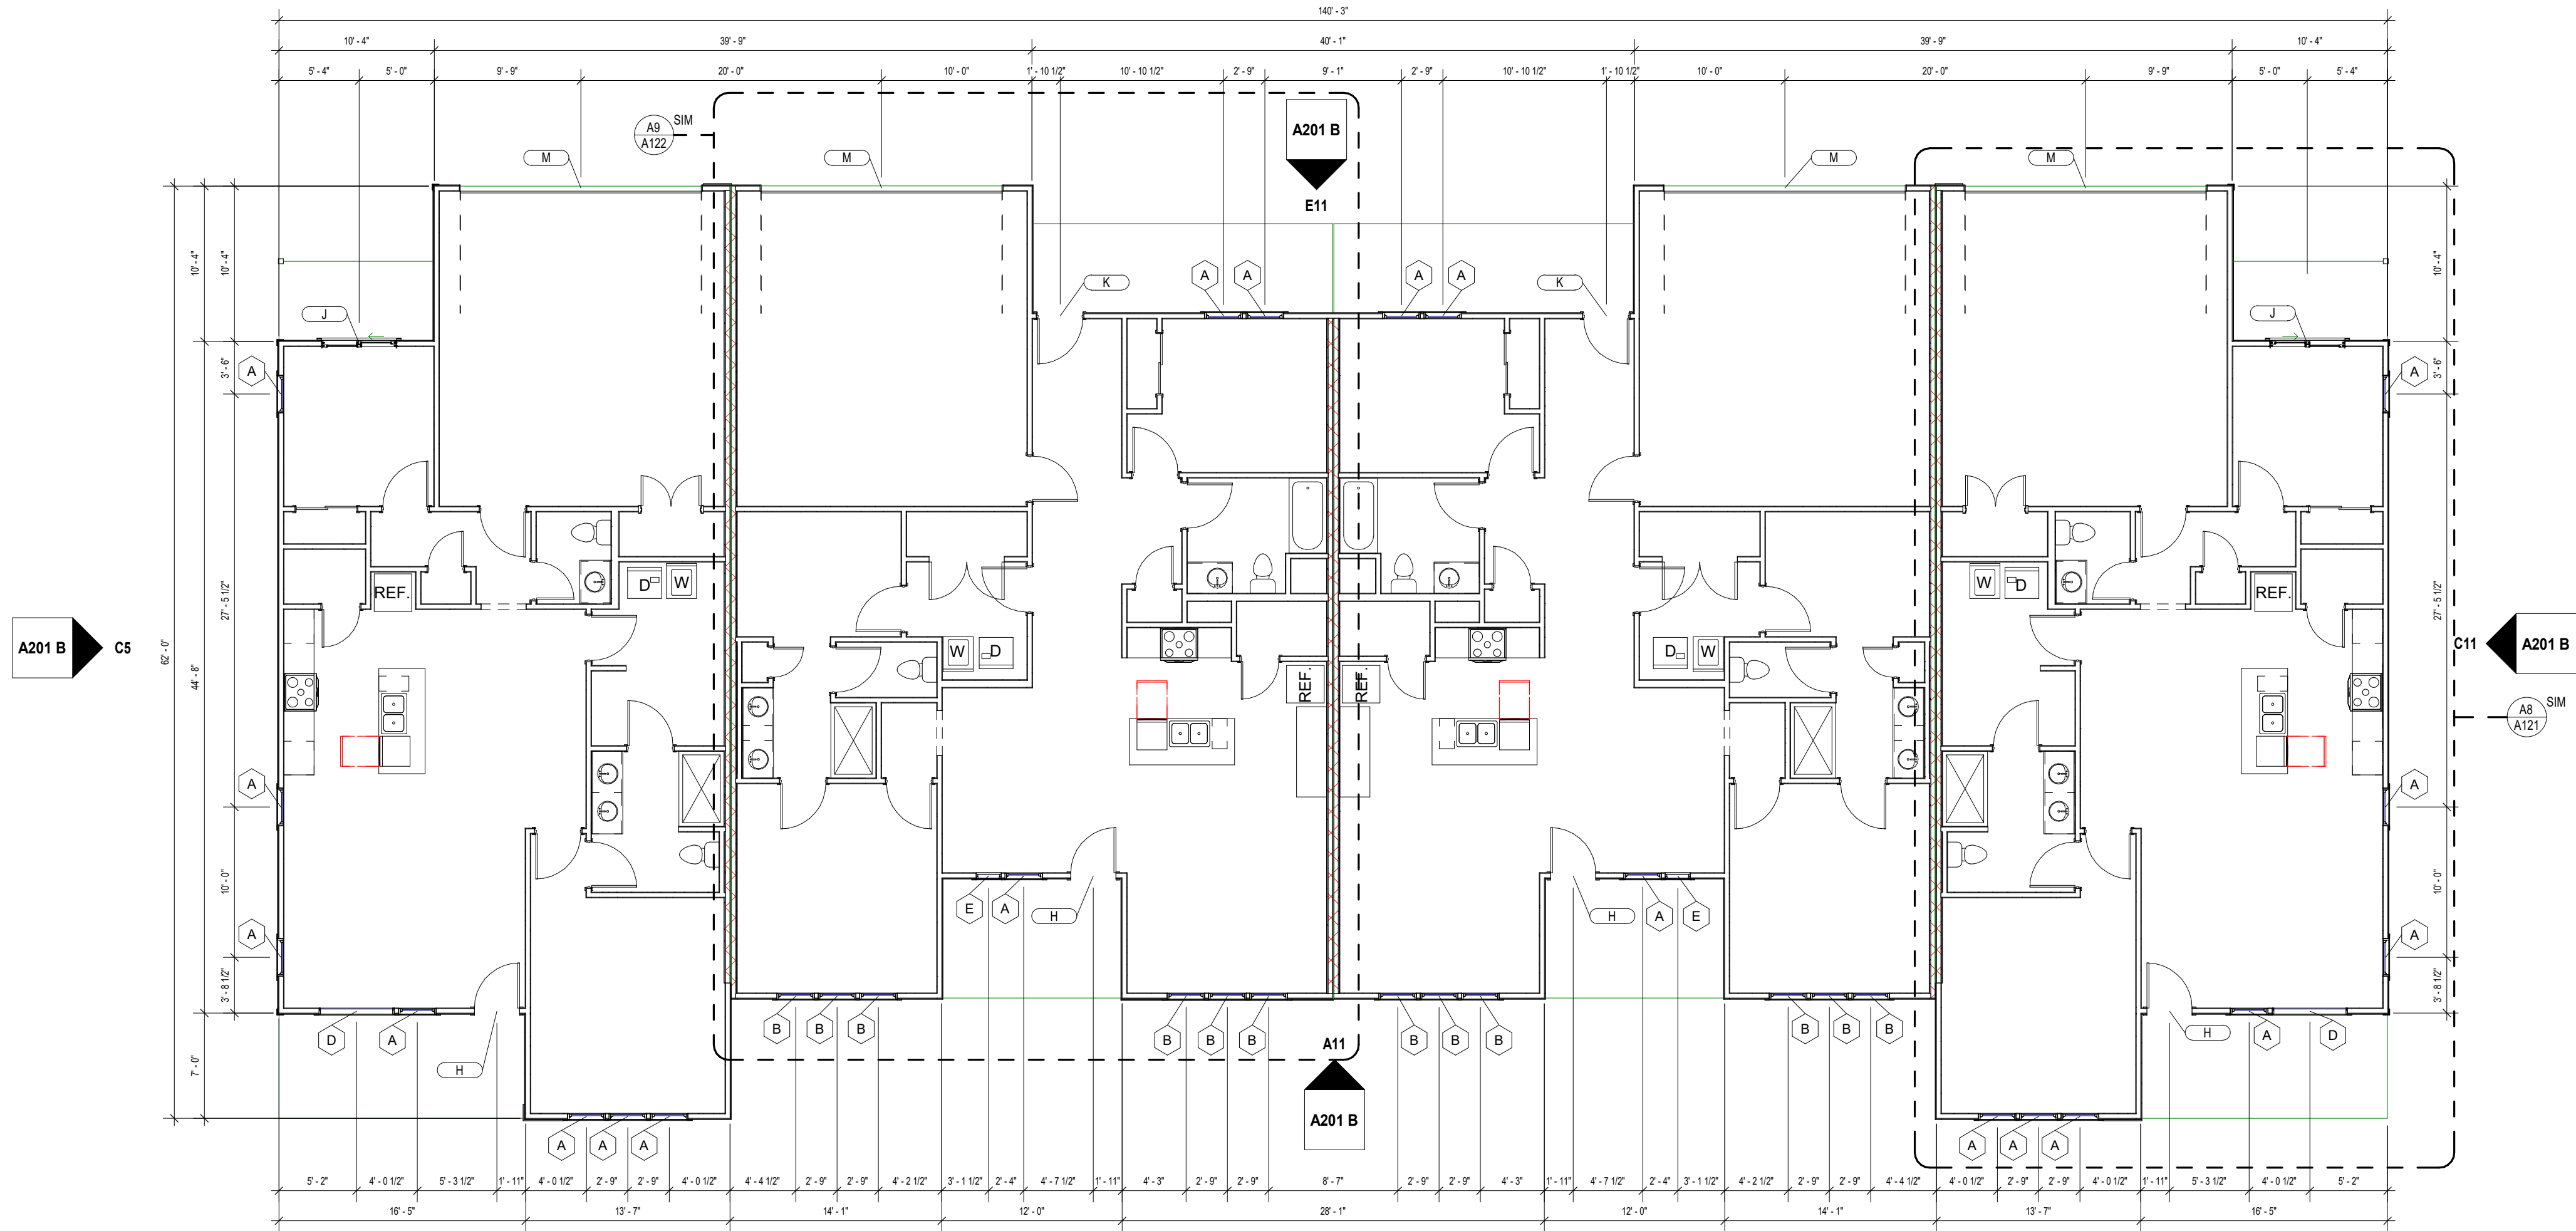 140' - 3"
10' - 4" 39' - 9" 40' - 1" 39' - 9" 10' - 4"
5' - 4" 5' - 0" 9' - 9" 20' - 0" 10' - 0" 1' - 10 1/2" 10' - 10 1/2" 2' - 9" 9' - 1" 2' - 9" 10' - 10 1/2" 1' - 10 1/2" 10' - 0" 20' - 0" 9' - 9" 5' - 0" 5' - 4"
SIM
A9
A122
A201 B
E11
M M M M
K K
A A A A
J J
10' - 4" 10' - 4" 10' - 4"
3' - 6" 3' - 6"
A A
REF. D W W D REF.
27' - 5 1/2" 27' - 5 1/2"
62' - 0" 44' - 8"
W D D W
A201 B C5
C11 A201 B
REF. REF.
SIM
A8
A121
A A
10' - 0" 10' - 0"
E A H H A E
A A
3' - 8 1/2" 3' - 8 1/2"
D A H B B B B B B B B B B B B H A D
A11
7' - 0"
A201 B
A A A A A A
5' - 2" 4' - 0 1/2" 5' - 3 1/2" 1' - 11" 4' - 0 1/2" 2' - 9" 2' - 9" 4' - 0 1/2" 4' - 4 1/2" 2' - 9" 2' - 9" 4' - 2 1/2" 3' - 1 1/2" 2' - 4" 4' - 7 1/2" 1' - 11" 4' - 3" 2' - 9" 2' - 9" 8' - 7" 2' - 9" 2' - 9" 4' - 3" 1' - 11" 4' - 7 1/2" 2' - 4" 3' - 1 1/2" 4' - 2 1/2" 2' - 9" 2' - 9" 4' - 4 1/2" 4' - 0 1/2" 2' - 9" 2' - 9" 4' - 0 1/2" 1' - 11" 5' - 3 1/2" 4' - 0 1/2" 5' - 2"
16' - 5" 13' - 7" 14' - 1" 12' - 0" 28' - 1" 12' - 0" 14' - 1" 13' - 7" 16' - 5"